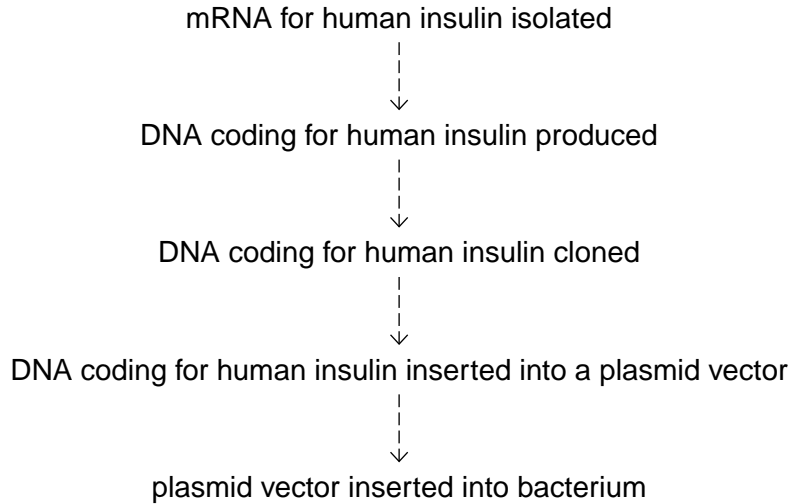 mRNA for human insulin isolated
DNA coding for human insulin produced
DNA coding for human insulin cloned
DNA coding for human insulin inserted into a plasmid vector
plasmid vector inserted into bacterium